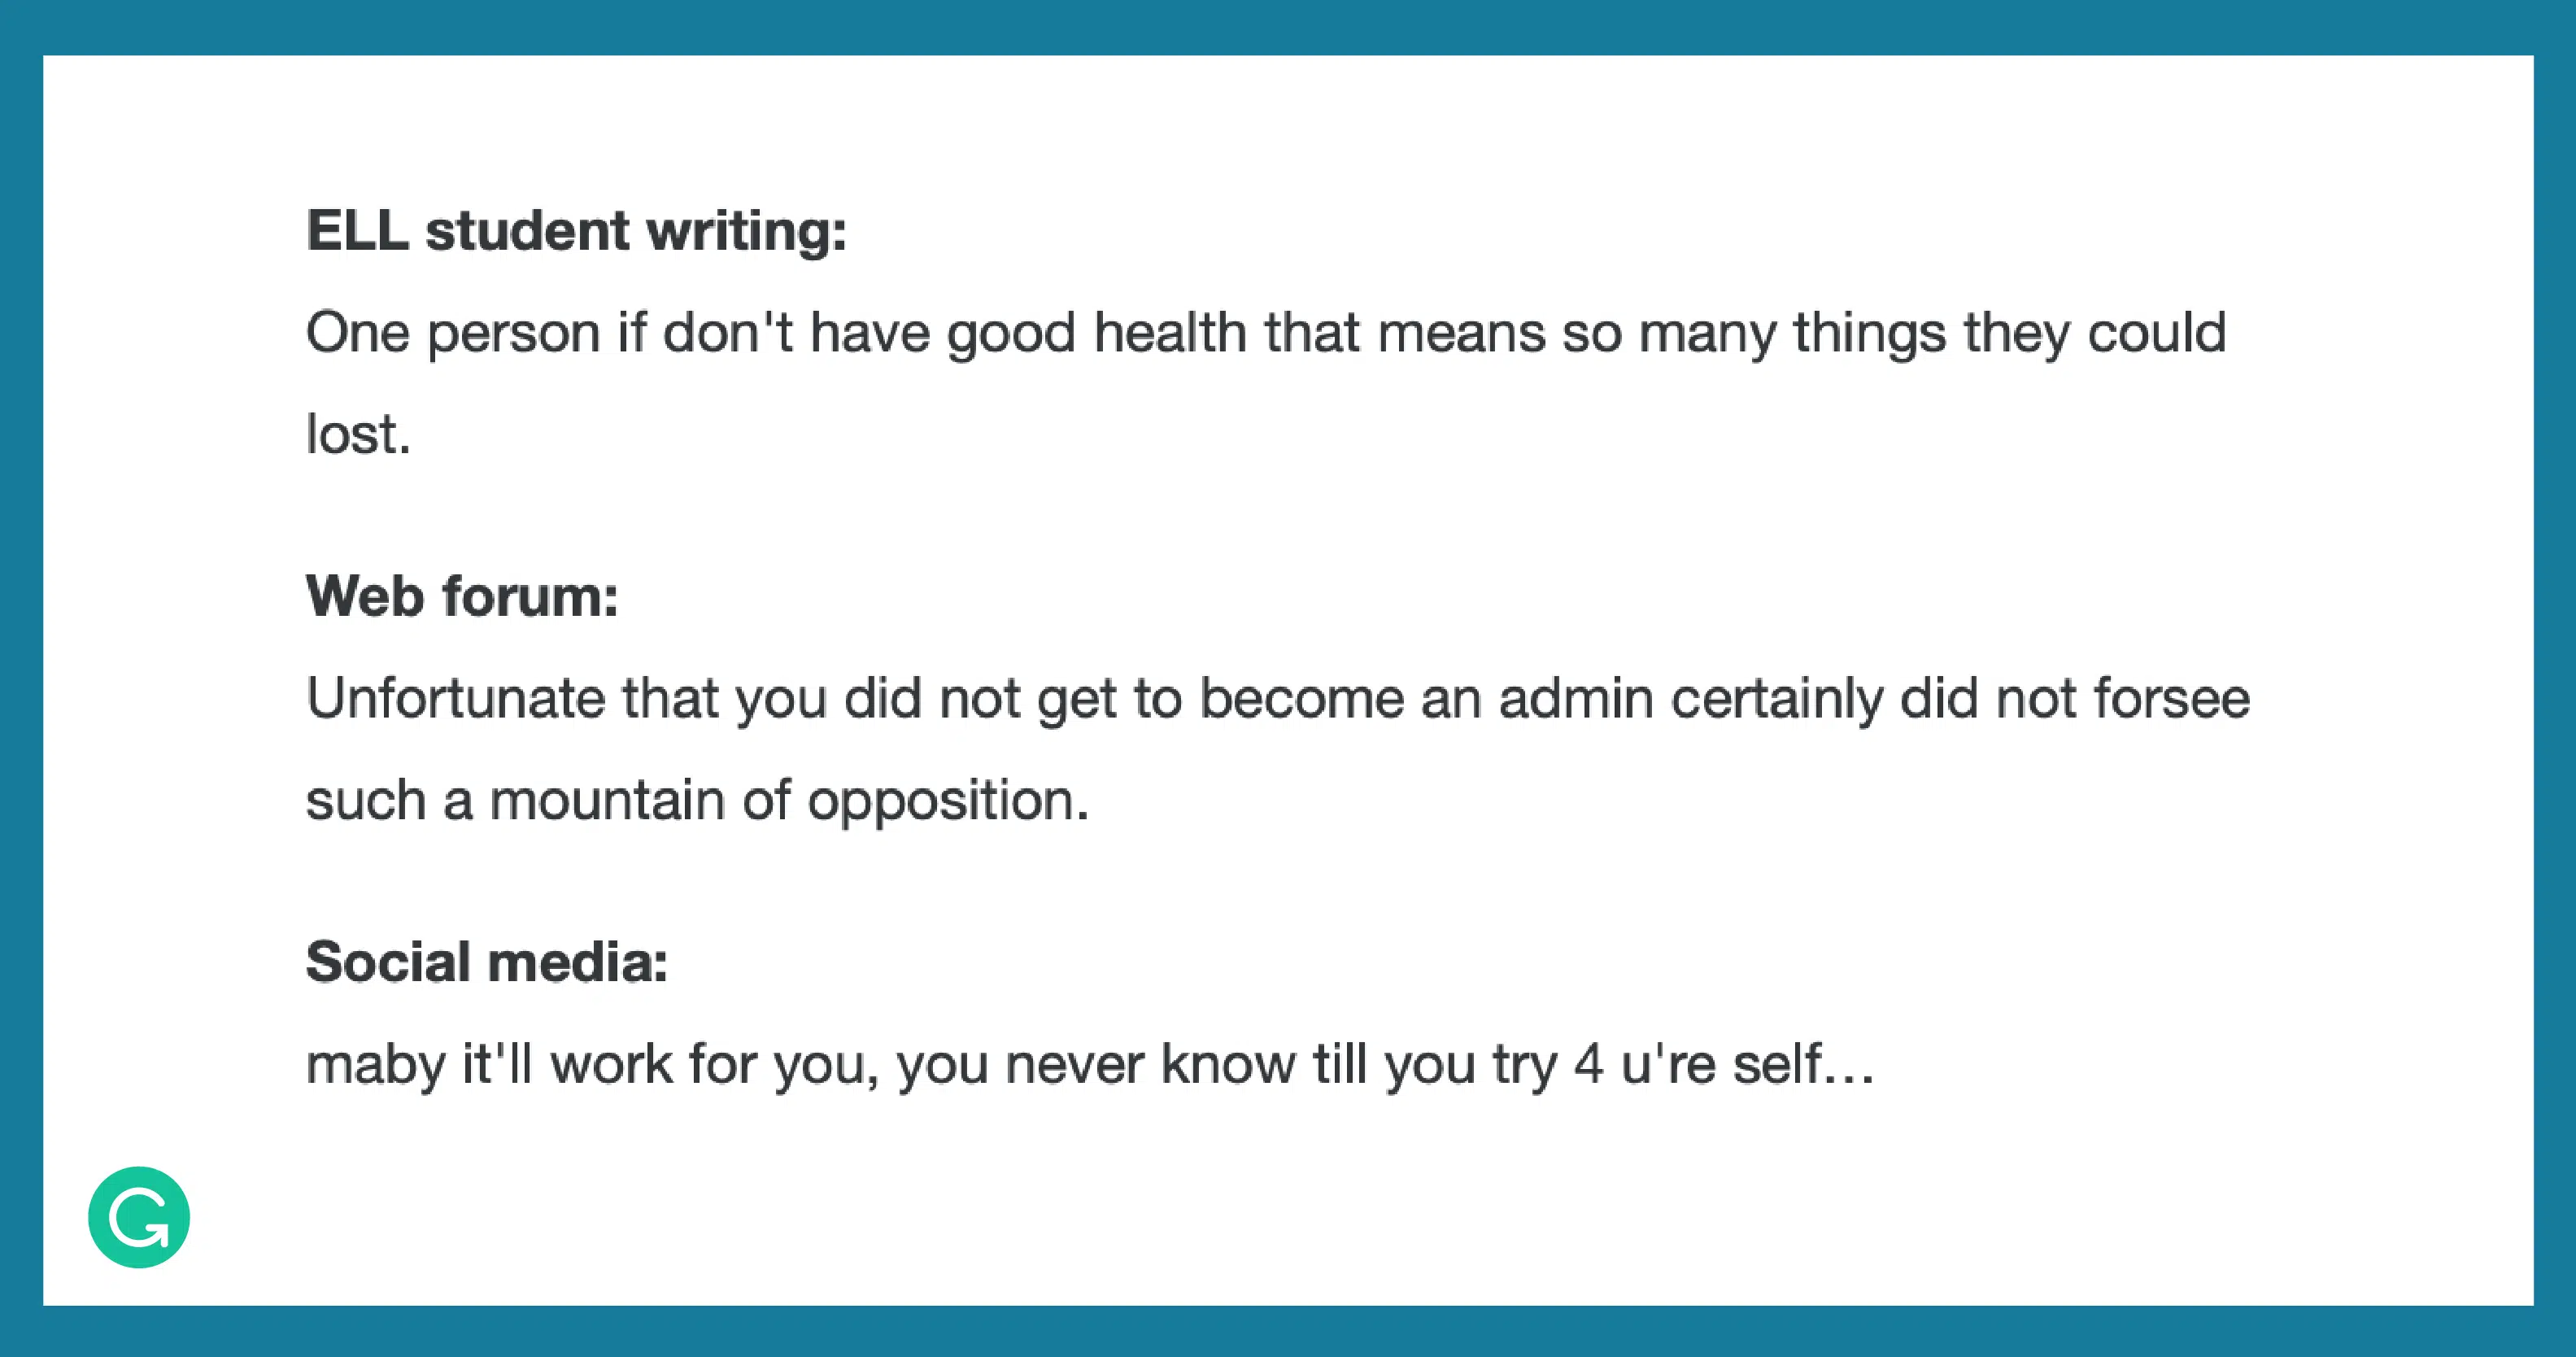 ELL student writing:
One person if don't have good health that means so many things they could
lost.
Web forum:
Unfortunate that you did not get to become an admin certainly did not forsee
such a mountain of opposition.
Social media:
maby it'll work for you, you never know till you try 4 u're self...
G